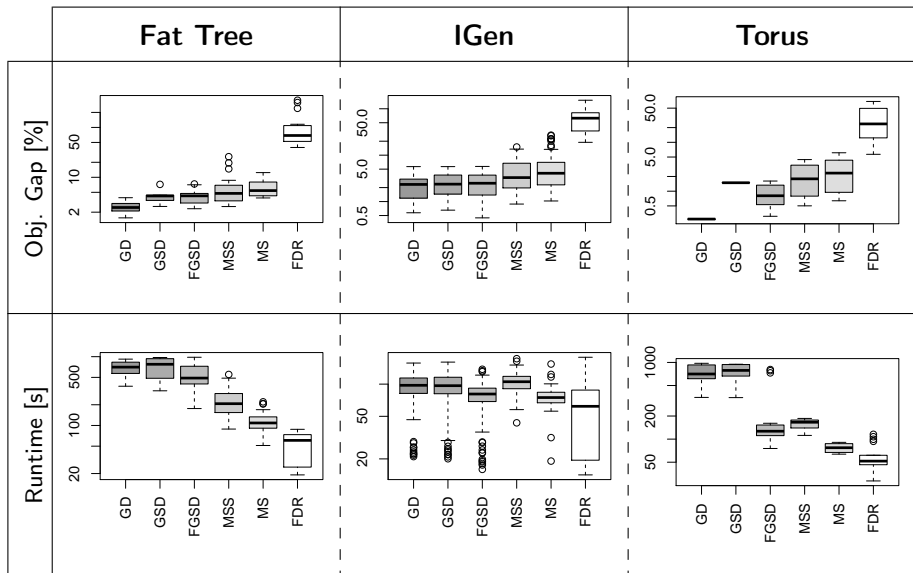 Fat Tree IGen Torus
Obj. Gap [%]
50
10
2
GD GSD FGSD MSS MS FDR
50.0
5.0
0.5
GD GSD FGSD MSS MS FDR
50.0
5.0
0.5
GD GSD FGSD MSS MS FDR
Runtime [s]
500
100
20
GD GSD FGSD MSS MS FDR
50
20
GD GSD FGSD MSS MS FDR
1000
200
50
GD GSD FGSD MSS MS FDR